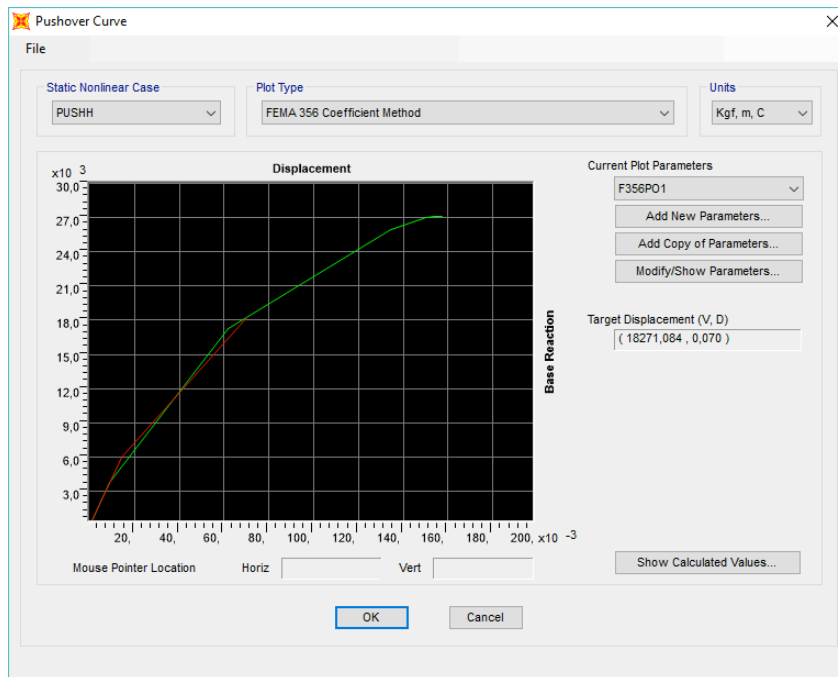 Pushover Curve
File
Static Nonlinear Case
PUSHH
Plot Type
FEMA 356 Coefficient Method
Units
Kgf, m, C
x10 3
Displacement
30,0
27,0
24,0
21,0
18,0
15,0
12,0
9,0
6,0
3,0
20, 40, 60, 80, 100, 120, 140, 160, 180, 200, x10 -3
Base Reaction
Mouse Pointer Location Horiz Vert
Current Plot Parameters
F356PO1
Add New Parameters...
Add Copy of Parameters...
Modify/Show Parameters...
Target Displacement (V, D)
( 18271,084 , 0,070 )
Show Calculated Values...
OK Cancel